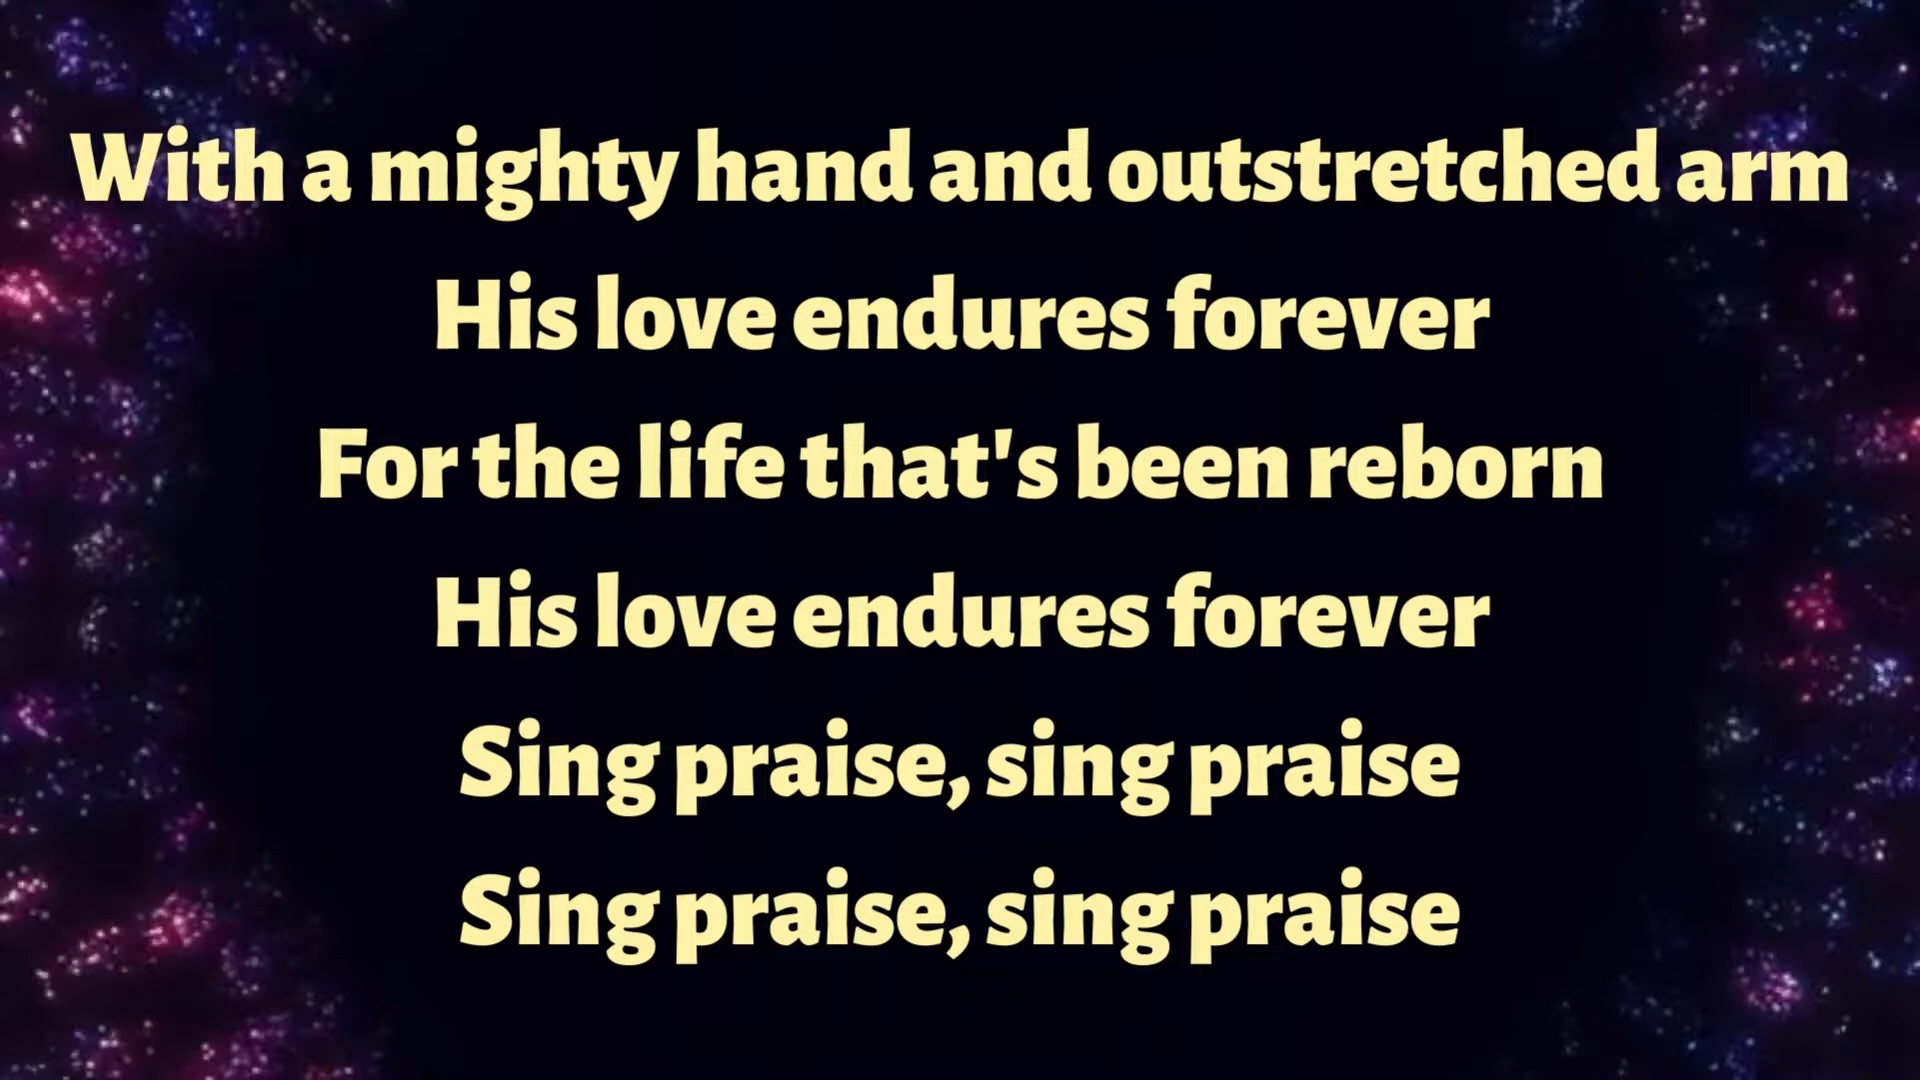 With a mighty hand and outstretched arm
His love endures forever
For the life that's been reborn
His love endures forever
Sing praise, sing praise
Sing praise, sing praise